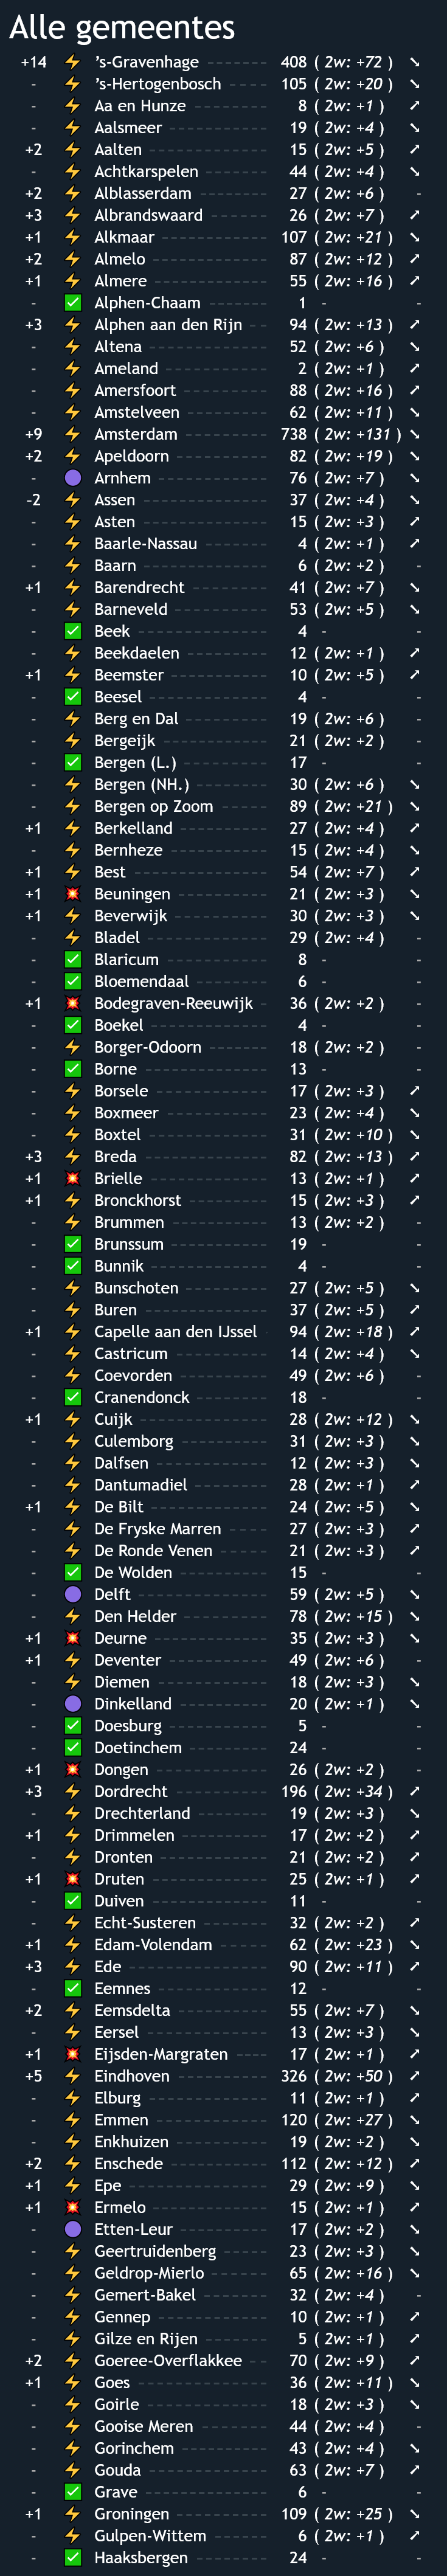 Alle gemeentes
+14 ⚡ ’s-Gravenhage 408 ( 2w: +72 ) ➘
- ⚡ ’s-Hertogenbosch 105 ( 2w: +20 ) ➘
- ⚡ Aa en Hunze 8 ( 2w: +1 ) ➚
- ⚡ Aalsmeer 19 ( 2w: +4 ) ➘
+2 ⚡ Aalten 15 ( 2w: +5 ) ➚
- ⚡ Achtkarspelen 44 ( 2w: +4 ) ➘
+2 ⚡ Alblasserdam 27 ( 2w: +6 ) -
+3 ⚡ Albrandswaard 26 ( 2w: +7 ) ➚
+1 ⚡ Alkmaar 107 ( 2w: +21 ) ➘
+2 ⚡ Almelo 87 ( 2w: +12 ) ➚
+1 ⚡ Almere 55 ( 2w: +16 ) ➚
- ✅ Alphen-Chaam 1 - -
+3 ⚡ Alphen aan den Rijn 94 ( 2w: +13 ) ➚
- ⚡ Altena 52 ( 2w: +6 ) ➘
- ⚡ Ameland 2 ( 2w: +1 ) ➚
- ⚡ Amersfoort 88 ( 2w: +16 ) ➘
- ⚡ Amstelveen 62 ( 2w: +11 ) ➘
+9 ⚡ Amsterdam 738 ( 2w: +131 ) ➘
+2 ⚡ Apeldoorn 82 ( 2w: +19 ) ➘
- 🟣 Arnhem 76 ( 2w: +7 ) ➘
-2 ⚡ Assen 37 ( 2w: +4 ) ➘
- ⚡ Asten 15 ( 2w: +3 ) ➚
- ⚡ Baarle-Nassau 4 ( 2w: +1 ) ➚
- ⚡ Baarn 6 ( 2w: +2 ) -
+1 ⚡ Barendrecht 41 ( 2w: +7 ) ➘
- ⚡ Barneveld 53 ( 2w: +5 ) ➘
- ✅ Beek 4 - -
- ⚡ Beekdaelen 12 ( 2w: +1 ) ➚
+1 ⚡ Beemster 10 ( 2w: +5 ) ➚
- ✅ Beesel 4 - -
- ⚡ Berg en Dal 19 ( 2w: +6 ) -
- ⚡ Bergeijk 21 ( 2w: +2 ) -
- ✅ Bergen (L.) 17 - -
- ⚡ Bergen (NH.) 30 ( 2w: +6 ) ➘
- ⚡ Bergen op Zoom 89 ( 2w: +21 ) ➘
+1 ⚡ Berkelland 27 ( 2w: +4 ) ➚
- ⚡ Bernheze 15 ( 2w: +4 ) ➘
+1 ⚡ Best 54 ( 2w: +7 ) ➚
+1 💥 Beuningen 21 ( 2w: +3 ) ➘
+1 ⚡ Beverwijk 30 ( 2w: +3 ) ➘
- ⚡ Bladel 29 ( 2w: +4 ) -
- ✅ Blaricum 8 - -
- ✅ Bloemendaal 6 - -
+1 💥 Bodegraven-Reeuwijk 36 ( 2w: +2 ) -
- ✅ Boekel 4 - -
- ⚡ Borger-Odoorn 18 ( 2w: +2 ) -
- ✅ Borne 13 - -
- ⚡ Borsele 17 ( 2w: +3 ) ➚
- ⚡ Boxmeer 23 ( 2w: +4 ) ➘
- ⚡ Boxtel 31 ( 2w: +10 ) ➘
+3 ⚡ Breda 82 ( 2w: +13 ) ➚
+1 💥 Brielle 13 ( 2w: +1 ) ➚
+1 ⚡ Bronckhorst 15 ( 2w: +3 ) ➚
- ⚡ Brummen 13 ( 2w: +2 ) -
- ✅ Brunssum 19 - -
- ✅ Bunnik 4 - -
- ⚡ Bunschoten 27 ( 2w: +5 ) ➘
- ⚡ Buren 37 ( 2w: +5 ) ➚
+1 ⚡ Capelle aan den IJssel 94 ( 2w: +18 ) ➚
- ⚡ Castricum 14 ( 2w: +4 ) ➘
- ⚡ Coevorden 49 ( 2w: +6 ) -
- ✅ Cranendonck 18 - -
+1 ⚡ Cuijk 28 ( 2w: +12 ) ➘
- ⚡ Culemborg 31 ( 2w: +3 ) ➘
- ⚡ Dalfsen 12 ( 2w: +3 ) ➘
- ⚡ Dantumadiel 28 ( 2w: +1 ) ➚
+1 ⚡ De Bilt 24 ( 2w: +5 ) ➘
- ⚡ De Fryske Marren 27 ( 2w: +3 ) ➚
- ⚡ De Ronde Venen 21 ( 2w: +3 ) ➚
- ✅ De Wolden 15 - -
- 🟣 Delft 59 ( 2w: +5 ) ➘
- ⚡ Den Helder 78 ( 2w: +15 ) ➘
+1 💥 Deurne 35 ( 2w: +3 ) ➘
+1 ⚡ Deventer 49 ( 2w: +6 ) -
- ⚡ Diemen 18 ( 2w: +3 ) ➘
- 🟣 Dinkelland 20 ( 2w: +1 ) ➘
- ✅ Doesburg 5 - -
- ✅ Doetinchem 24 - -
+1 💥 Dongen 26 ( 2w: +2 ) -
+3 ⚡ Dordrecht 196 ( 2w: +34 ) ➚
- ⚡ Drechterland 19 ( 2w: +3 ) ➘
+1 ⚡ Drimmelen 17 ( 2w: +2 ) ➚
- ⚡ Dronten 21 ( 2w: +2 ) ➚
+1 💥 Druten 25 ( 2w: +1 ) ➚
- ✅ Duiven 11 - -
- ⚡ Echt-Susteren 32 ( 2w: +2 ) ➚
+1 ⚡ Edam-Volendam 62 ( 2w: +23 ) ➘
+3 ⚡ Ede 90 ( 2w: +11 ) ➚
- ✅ Eemnes 12 - -
+2 ⚡ Eemsdelta 55 ( 2w: +7 ) ➘
- ⚡ Eersel 13 ( 2w: +3 ) ➘
+1 💥 Eijsden-Margraten 17 ( 2w: +1 ) ➚
+5 ⚡ Eindhoven 326 ( 2w: +50 ) ➚
- ⚡ Elburg 11 ( 2w: +1 ) ➚
- ⚡ Emmen 120 ( 2w: +27 ) ➘
- ⚡ Enkhuizen 19 ( 2w: +2 ) ➘
+2 ⚡ Enschede 112 ( 2w: +12 ) ➚
+1 ⚡ Epe 29 ( 2w: +9 ) ➘
+1 💥 Ermelo 15 ( 2w: +1 ) ➚
- 🟣 Etten-Leur 17 ( 2w: +2 ) ➘
- ⚡ Geertruidenberg 23 ( 2w: +3 ) ➘
- ⚡ Geldrop-Mierlo 65 ( 2w: +16 ) ➘
- ⚡ Gemert-Bakel 32 ( 2w: +4 ) -
- ⚡ Gennep 10 ( 2w: +1 ) ➚
- ⚡ Gilze en Rijen 5 ( 2w: +1 ) ➚
+2 ⚡ Goeree-Overflakkee 70 ( 2w: +9 ) ➚
+1 ⚡ Goes 36 ( 2w: +11 ) ➘
- ⚡ Goirle 18 ( 2w: +3 ) ➘
- ⚡ Gooise Meren 44 ( 2w: +4 ) -
- ⚡ Gorinchem 43 ( 2w: +4 ) ➘
- ⚡ Gouda 63 ( 2w: +7 ) ➚
- ✅ Grave 6 - -
+1 ⚡ Groningen 109 ( 2w: +25 ) ➘
- ⚡ Gulpen-Wittem 6 ( 2w: +1 ) ➚
- ✅ Haaksbergen 24 - -